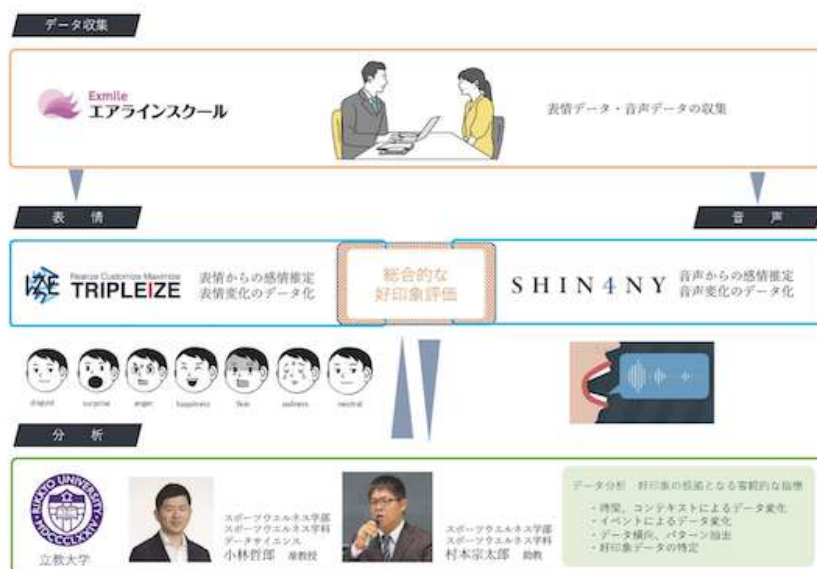 データ収集
Exmile
エアラインスクール
表情データ・音声データの収集
表 情
音 声
IZE
Realize Customize Maximize
TRIPLEIZE
表情からの感情推定
表情変化のデータ化
総合的な
好印象評価
SHIN4NY
音声からの感情推定
音声変化のデータ化
disgust
surprise
anger
happiness
fear
sadness
neutral
分 析
RIKKYO UNIVERSITY
MDCCCLXXIV
立教大学
スポーツウエルネス学部
スポーツウエルネス学科
データサイエンス
小林哲郎 准教授
スポーツウエルネス学部
スポーツウエルネス学科
村本宗太郎 助教
データ分析 好印象の根拠となる客観的な指標
・時間、コンテキストによるデータ変化
・イベントによるデータ変化
・データ傾向、パターン抽出
・好印象データの特定